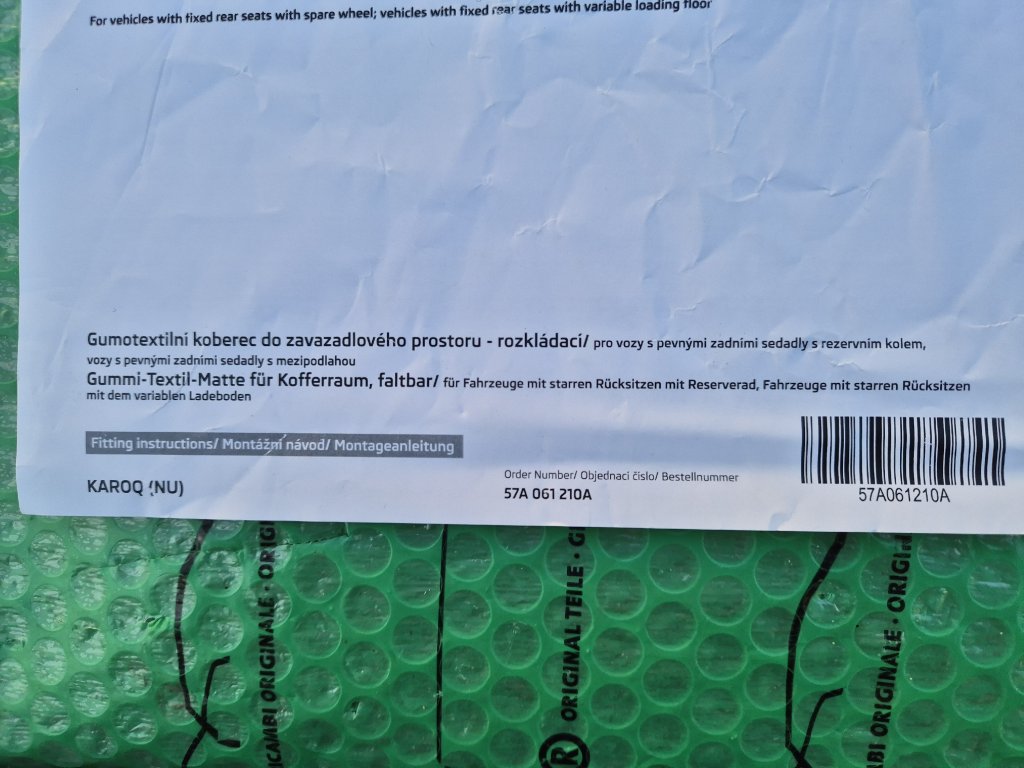 For vehicles with fixed rear seats with spare wheel; vehicles with fixed rear seats with variable loading floor
Gumotextilní koberec do zavazadlového prostoru - rozkládací/ pro vozy s pevnými zadními sedadly s rezervním kolem,
vozy s pevnými zadními sedadly s mezipodlahou
Gummi-Textil-Matte für Kofferraum, faltbar/ für Fahrzeuge mit starren Rücksitzen mit Reserverad, Fahrzeuge mit starren Rücksitzen
mit dem variablen Ladeboden
Fitting instructions/ Montážní návod/ Montageanleitung
KAROQ (NU)
Order Number/ Objednací číslo/ Bestellnummer
57A 061 210A
57A061210A
ICAMBI ORIGINALE · ORIGI
® ORIGINAL TEILE · G
BI ORIGINALE · ORIGIN